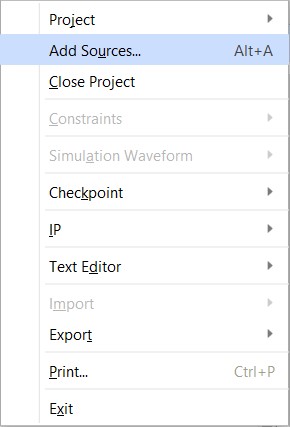 Project
Add Sources... Alt+A
Close Project
Constraints
Simulation Waveform
Checkpoint
IP
Text Editor
Import
Export
Print... Ctrl+P
Exit